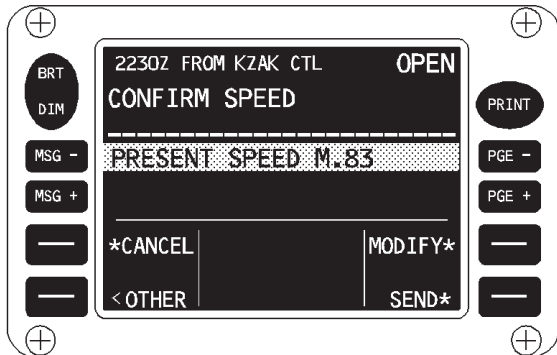 BRT
DIM
MSG -
MSG +
2230Z FROM KZAK CTL OPEN
CONFIRM SPEED
------------------------
PRESENT SPEED M.83
*CANCEL MODIFY*
<OTHER SEND*
PRINT
PGE -
PGE +